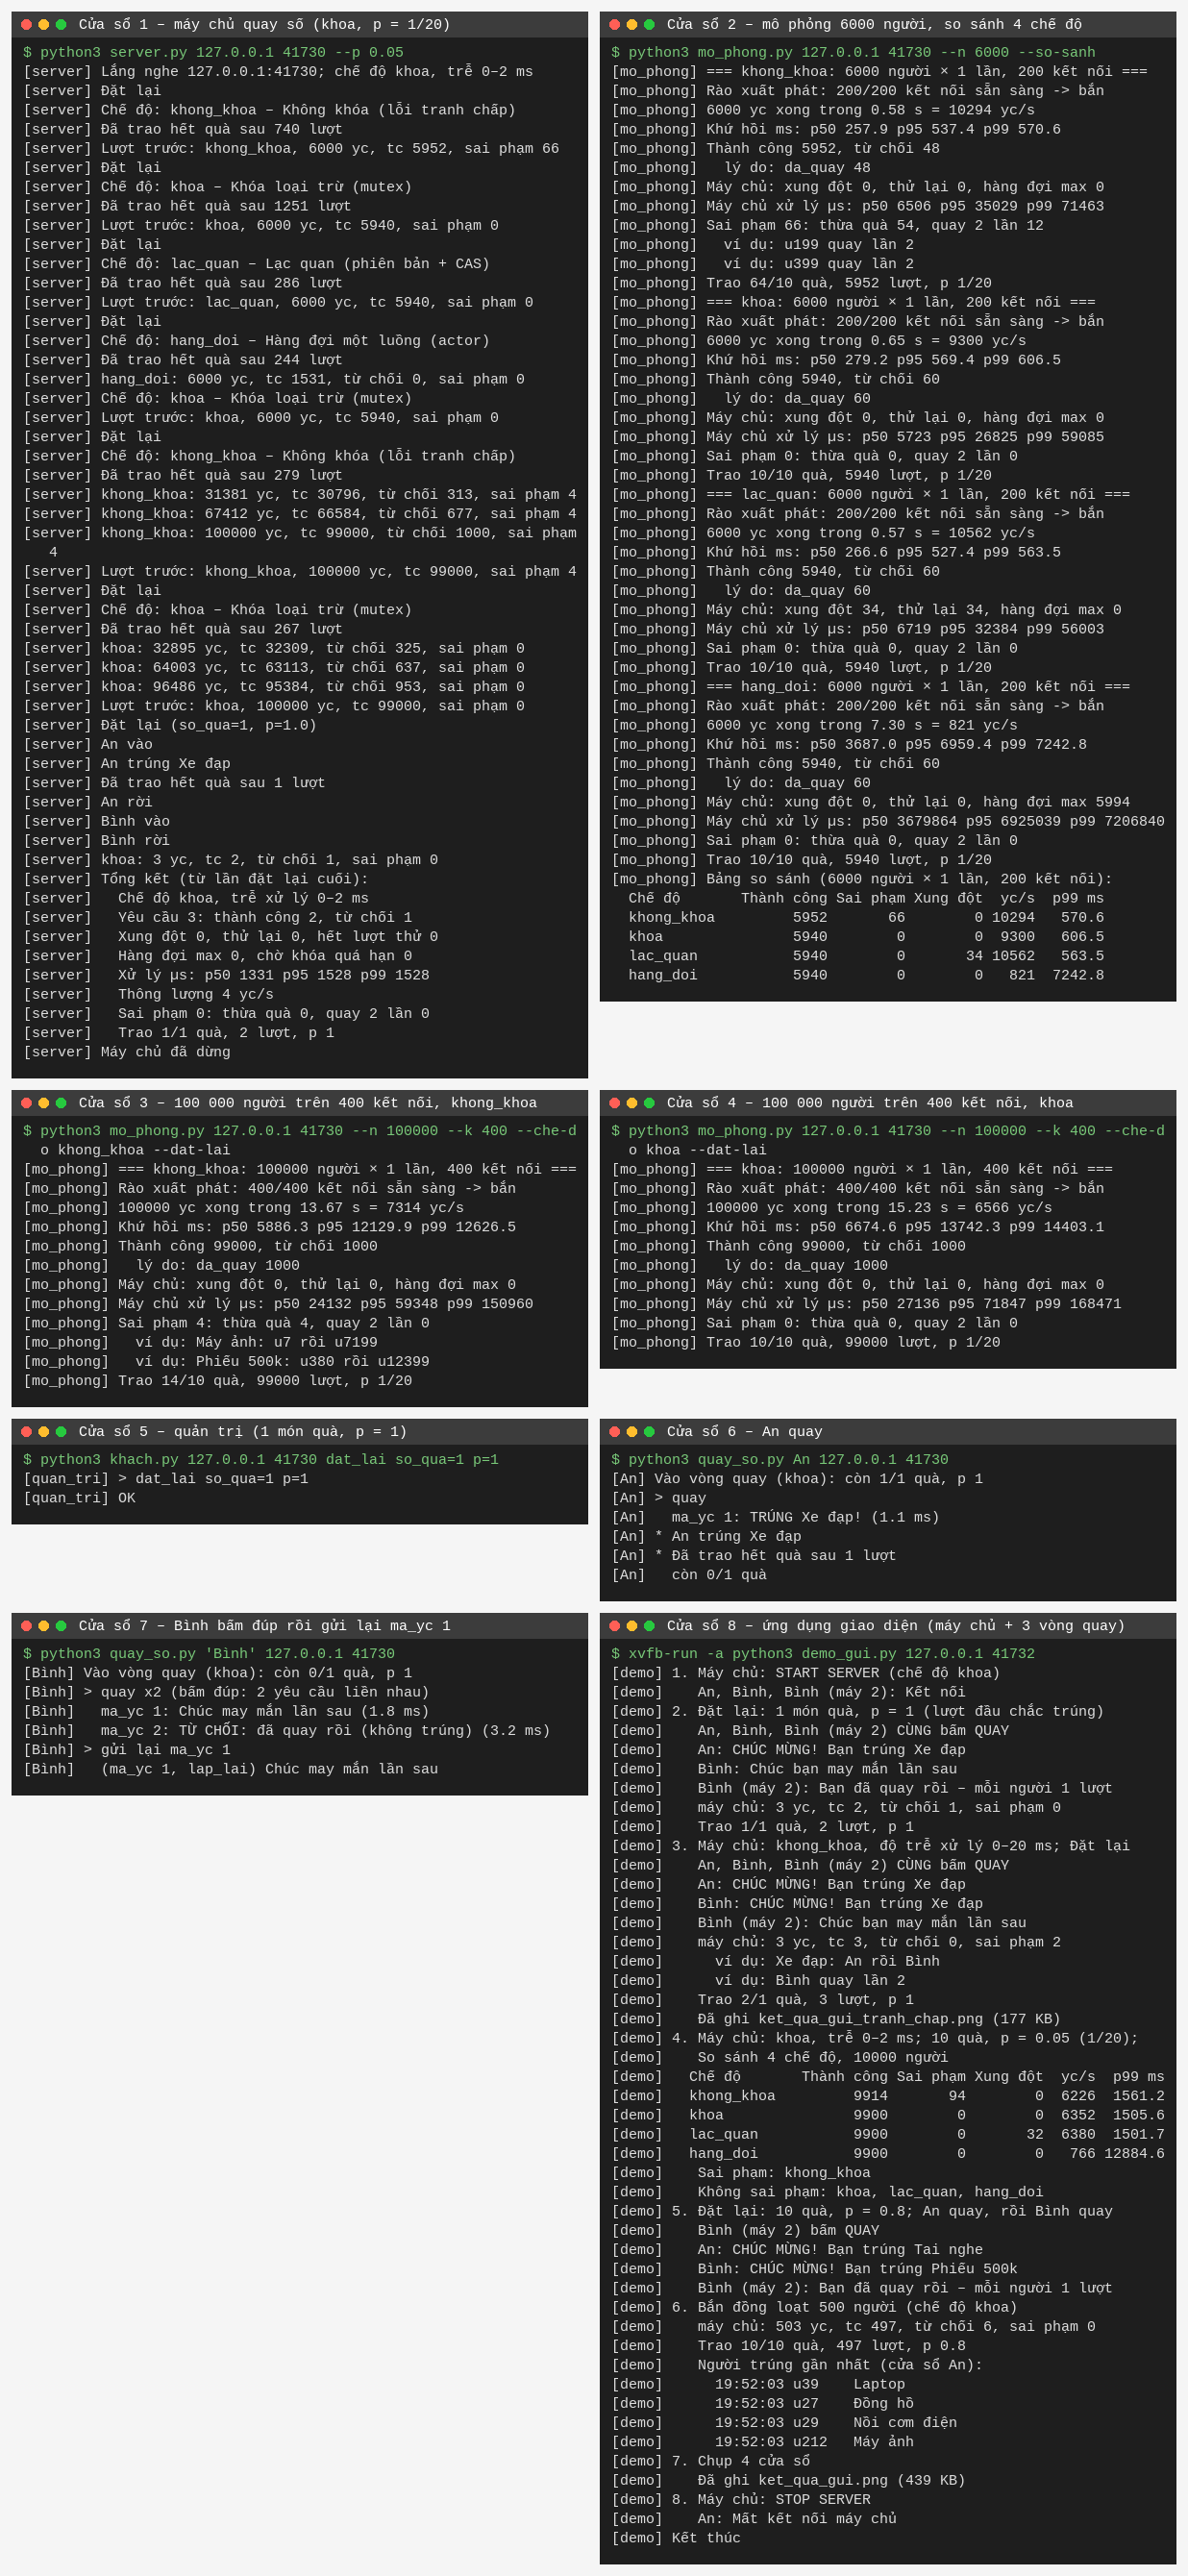 Cửa sổ 1 – máy chủ quay số (khoa, p = 1/20)
$ python3 server.py 127.0.0.1 41730 --p 0.05
[server] Lắng nghe 127.0.0.1:41730; chế độ khoa, trễ 0–2 ms
[server] Đặt lại
[server] Chế độ: khong_khoa – Không khóa (lỗi tranh chấp)
[server] Đã trao hết quà sau 740 lượt
[server] Lượt trước: khong_khoa, 6000 yc, tc 5952, sai phạm 66
[server] Đặt lại
[server] Chế độ: khoa – Khóa loại trừ (mutex)
[server] Đã trao hết quà sau 1251 lượt
[server] Lượt trước: khoa, 6000 yc, tc 5940, sai phạm 0
[server] Đặt lại
[server] Chế độ: lac_quan – Lạc quan (phiên bản + CAS)
[server] Đã trao hết quà sau 286 lượt
[server] Lượt trước: lac_quan, 6000 yc, tc 5940, sai phạm 0
[server] Đặt lại
[server] Chế độ: hang_doi – Hàng đợi một luồng (actor)
[server] Đã trao hết quà sau 244 lượt
[server] hang_doi: 6000 yc, tc 1531, từ chối 0, sai phạm 0
[server] Chế độ: khoa – Khóa loại trừ (mutex)
[server] Lượt trước: khoa, 6000 yc, tc 5940, sai phạm 0
[server] Đặt lại
[server] Chế độ: khong_khoa – Không khóa (lỗi tranh chấp)
[server] Đã trao hết quà sau 279 lượt
[server] khong_khoa: 31381 yc, tc 30796, từ chối 313, sai phạm 4
[server] khong_khoa: 67412 yc, tc 66584, từ chối 677, sai phạm 4
[server] khong_khoa: 100000 yc, tc 99000, từ chối 1000, sai phạm
4
[server] Lượt trước: khong_khoa, 100000 yc, tc 99000, sai phạm 4
[server] Đặt lại
[server] Chế độ: khoa – Khóa loại trừ (mutex)
[server] Đã trao hết quà sau 267 lượt
[server] khoa: 32895 yc, tc 32309, từ chối 325, sai phạm 0
[server] khoa: 64003 yc, tc 63113, từ chối 637, sai phạm 0
[server] khoa: 96486 yc, tc 95384, từ chối 953, sai phạm 0
[server] Lượt trước: khoa, 100000 yc, tc 99000, sai phạm 0
[server] Đặt lại (so_qua=1, p=1.0)
[server] An vào
[server] An trúng Xe đạp
[server] Đã trao hết quà sau 1 lượt
[server] An rời
[server] Bình vào
[server] Bình rời
[server] khoa: 3 yc, tc 2, từ chối 1, sai phạm 0
[server] Tổng kết (từ lần đặt lại cuối):
[server]   Chế độ khoa, trễ xử lý 0–2 ms
[server]   Yêu cầu 3: thành công 2, từ chối 1
[server]   Xung đột 0, thử lại 0, hết lượt thử 0
[server]   Hàng đợi max 0, chờ khóa quá hạn 0
[server]   Xử lý µs: p50 1331 p95 1528 p99 1528
[server]   Thông lượng 4 yc/s
[server]   Sai phạm 0: thừa quà 0, quay 2 lần 0
[server]   Trao 1/1 quà, 2 lượt, p 1
[server] Máy chủ đã dừng
Cửa sổ 2 – mô phỏng 6000 người, so sánh 4 chế độ
$ python3 mo_phong.py 127.0.0.1 41730 --n 6000 --so-sanh
[mo_phong] === khong_khoa: 6000 người × 1 lần, 200 kết nối ===
[mo_phong] Rào xuất phát: 200/200 kết nối sẵn sàng -> bắn
[mo_phong] 6000 yc xong trong 0.58 s = 10294 yc/s
[mo_phong] Khứ hồi ms: p50 257.9 p95 537.4 p99 570.6
[mo_phong] Thành công 5952, từ chối 48
[mo_phong]   lý do: da_quay 48
[mo_phong] Máy chủ: xung đột 0, thử lại 0, hàng đợi max 0
[mo_phong] Máy chủ xử lý µs: p50 6506 p95 35029 p99 71463
[mo_phong] Sai phạm 66: thừa quà 54, quay 2 lần 12
[mo_phong]   ví dụ: u199 quay lần 2
[mo_phong]   ví dụ: u399 quay lần 2
[mo_phong] Trao 64/10 quà, 5952 lượt, p 1/20
[mo_phong] === khoa: 6000 người × 1 lần, 200 kết nối ===
[mo_phong] Rào xuất phát: 200/200 kết nối sẵn sàng -> bắn
[mo_phong] 6000 yc xong trong 0.65 s = 9300 yc/s
[mo_phong] Khứ hồi ms: p50 279.2 p95 569.4 p99 606.5
[mo_phong] Thành công 5940, từ chối 60
[mo_phong]   lý do: da_quay 60
[mo_phong] Máy chủ: xung đột 0, thử lại 0, hàng đợi max 0
[mo_phong] Máy chủ xử lý µs: p50 5723 p95 26825 p99 59085
[mo_phong] Sai phạm 0: thừa quà 0, quay 2 lần 0
[mo_phong] Trao 10/10 quà, 5940 lượt, p 1/20
[mo_phong] === lac_quan: 6000 người × 1 lần, 200 kết nối ===
[mo_phong] Rào xuất phát: 200/200 kết nối sẵn sàng -> bắn
[mo_phong] 6000 yc xong trong 0.57 s = 10562 yc/s
[mo_phong] Khứ hồi ms: p50 266.6 p95 527.4 p99 563.5
[mo_phong] Thành công 5940, từ chối 60
[mo_phong]   lý do: da_quay 60
[mo_phong] Máy chủ: xung đột 34, thử lại 34, hàng đợi max 0
[mo_phong] Máy chủ xử lý µs: p50 6719 p95 32384 p99 56003
[mo_phong] Sai phạm 0: thừa quà 0, quay 2 lần 0
[mo_phong] Trao 10/10 quà, 5940 lượt, p 1/20
[mo_phong] === hang_doi: 6000 người × 1 lần, 200 kết nối ===
[mo_phong] Rào xuất phát: 200/200 kết nối sẵn sàng -> bắn
[mo_phong] 6000 yc xong trong 7.30 s = 821 yc/s
[mo_phong] Khứ hồi ms: p50 3687.0 p95 6959.4 p99 7242.8
[mo_phong] Thành công 5940, từ chối 60
[mo_phong]   lý do: da_quay 60
[mo_phong] Máy chủ: xung đột 0, thử lại 0, hàng đợi max 5994
[mo_phong] Máy chủ xử lý µs: p50 3679864 p95 6925039 p99 7206840
[mo_phong] Sai phạm 0: thừa quà 0, quay 2 lần 0
[mo_phong] Trao 10/10 quà, 5940 lượt, p 1/20
[mo_phong] Bảng so sánh (6000 người × 1 lần, 200 kết nối):
Chế độ       Thành công Sai phạm Xung đột  yc/s  p99 ms
khong_khoa         5952       66        0 10294   570.6
khoa               5940        0        0  9300   606.5
lac_quan           5940        0       34 10562   563.5
hang_doi           5940        0        0   821  7242.8
Cửa sổ 3 – 100 000 người trên 400 kết nối, khong_khoa
$ python3 mo_phong.py 127.0.0.1 41730 --n 100000 --k 400 --che-d
o khong_khoa --dat-lai
[mo_phong] === khong_khoa: 100000 người × 1 lần, 400 kết nối ===
[mo_phong] Rào xuất phát: 400/400 kết nối sẵn sàng -> bắn
[mo_phong] 100000 yc xong trong 13.67 s = 7314 yc/s
[mo_phong] Khứ hồi ms: p50 5886.3 p95 12129.9 p99 12626.5
[mo_phong] Thành công 99000, từ chối 1000
[mo_phong]   lý do: da_quay 1000
[mo_phong] Máy chủ: xung đột 0, thử lại 0, hàng đợi max 0
[mo_phong] Máy chủ xử lý µs: p50 24132 p95 59348 p99 150960
[mo_phong] Sai phạm 4: thừa quà 4, quay 2 lần 0
[mo_phong]   ví dụ: Máy ảnh: u7 rồi u7199
[mo_phong]   ví dụ: Phiếu 500k: u380 rồi u12399
[mo_phong] Trao 14/10 quà, 99000 lượt, p 1/20
Cửa sổ 4 – 100 000 người trên 400 kết nối, khoa
$ python3 mo_phong.py 127.0.0.1 41730 --n 100000 --k 400 --che-d
o khoa --dat-lai
[mo_phong] === khoa: 100000 người × 1 lần, 400 kết nối ===
[mo_phong] Rào xuất phát: 400/400 kết nối sẵn sàng -> bắn
[mo_phong] 100000 yc xong trong 15.23 s = 6566 yc/s
[mo_phong] Khứ hồi ms: p50 6674.6 p95 13742.3 p99 14403.1
[mo_phong] Thành công 99000, từ chối 1000
[mo_phong]   lý do: da_quay 1000
[mo_phong] Máy chủ: xung đột 0, thử lại 0, hàng đợi max 0
[mo_phong] Máy chủ xử lý µs: p50 27136 p95 71847 p99 168471
[mo_phong] Sai phạm 0: thừa quà 0, quay 2 lần 0
[mo_phong] Trao 10/10 quà, 99000 lượt, p 1/20
Cửa sổ 5 – quản trị (1 món quà, p = 1)
$ python3 khach.py 127.0.0.1 41730 dat_lai so_qua=1 p=1
[quan_tri] > dat_lai so_qua=1 p=1
[quan_tri] OK
Cửa sổ 6 – An quay
$ python3 quay_so.py An 127.0.0.1 41730
[An] Vào vòng quay (khoa): còn 1/1 quà, p 1
[An] > quay
[An]   ma_yc 1: TRÚNG Xe đạp! (1.1 ms)
[An] * An trúng Xe đạp
[An] * Đã trao hết quà sau 1 lượt
[An]   còn 0/1 quà
Cửa sổ 7 – Bình bấm đúp rồi gửi lại ma_yc 1
$ python3 quay_so.py 'Bình' 127.0.0.1 41730
[Bình] Vào vòng quay (khoa): còn 0/1 quà, p 1
[Bình] > quay x2 (bấm đúp: 2 yêu cầu liền nhau)
[Bình]   ma_yc 1: Chúc may mắn lần sau (1.8 ms)
[Bình]   ma_yc 2: TỪ CHỐI: đã quay rồi (không trúng) (3.2 ms)
[Bình] > gửi lại ma_yc 1
[Bình]   (ma_yc 1, lap_lai) Chúc may mắn lần sau
Cửa sổ 8 – ứng dụng giao diện (máy chủ + 3 vòng quay)
$ xvfb-run -a python3 demo_gui.py 127.0.0.1 41732
[demo] 1. Máy chủ: START SERVER (chế độ khoa)
[demo]    An, Bình, Bình (máy 2): Kết nối
[demo] 2. Đặt lại: 1 món quà, p = 1 (lượt đầu chắc trúng)
[demo]    An, Bình, Bình (máy 2) CÙNG bấm QUAY
[demo]    An: CHÚC MỪNG! Bạn trúng Xe đạp
[demo]    Bình: Chúc bạn may mắn lần sau
[demo]    Bình (máy 2): Bạn đã quay rồi – mỗi người 1 lượt
[demo]    máy chủ: 3 yc, tc 2, từ chối 1, sai phạm 0
[demo]    Trao 1/1 quà, 2 lượt, p 1
[demo] 3. Máy chủ: khong_khoa, độ trễ xử lý 0–20 ms; Đặt lại
[demo]    An, Bình, Bình (máy 2) CÙNG bấm QUAY
[demo]    An: CHÚC MỪNG! Bạn trúng Xe đạp
[demo]    Bình: CHÚC MỪNG! Bạn trúng Xe đạp
[demo]    Bình (máy 2): Chúc bạn may mắn lần sau
[demo]    máy chủ: 3 yc, tc 3, từ chối 0, sai phạm 2
[demo]      ví dụ: Xe đạp: An rồi Bình
[demo]      ví dụ: Bình quay lần 2
[demo]    Trao 2/1 quà, 3 lượt, p 1
[demo]    Đã ghi ket_qua_gui_tranh_chap.png (177 KB)
[demo] 4. Máy chủ: khoa, trễ 0–2 ms; 10 quà, p = 0.05 (1/20);
[demo]    So sánh 4 chế độ, 10000 người
[demo]   Chế độ       Thành công Sai phạm Xung đột  yc/s  p99 ms
[demo]   khong_khoa         9914       94        0  6226  1561.2
[demo]   khoa               9900        0        0  6352  1505.6
[demo]   lac_quan           9900        0       32  6380  1501.7
[demo]   hang_doi           9900        0        0   766 12884.6
[demo]    Sai phạm: khong_khoa
[demo]    Không sai phạm: khoa, lac_quan, hang_doi
[demo] 5. Đặt lại: 10 quà, p = 0.8; An quay, rồi Bình quay
[demo]    Bình (máy 2) bấm QUAY
[demo]    An: CHÚC MỪNG! Bạn trúng Tai nghe
[demo]    Bình: CHÚC MỪNG! Bạn trúng Phiếu 500k
[demo]    Bình (máy 2): Bạn đã quay rồi – mỗi người 1 lượt
[demo] 6. Bắn đồng loạt 500 người (chế độ khoa)
[demo]    máy chủ: 503 yc, tc 497, từ chối 6, sai phạm 0
[demo]    Trao 10/10 quà, 497 lượt, p 0.8
[demo]    Người trúng gần nhất (cửa sổ An):
[demo]      19:52:03 u39    Laptop
[demo]      19:52:03 u27    Đồng hồ
[demo]      19:52:03 u29    Nồi cơm điện
[demo]      19:52:03 u212   Máy ảnh
[demo] 7. Chụp 4 cửa sổ
[demo]    Đã ghi ket_qua_gui.png (439 KB)
[demo] 8. Máy chủ: STOP SERVER
[demo]    An: Mất kết nối máy chủ
[demo] Kết thúc